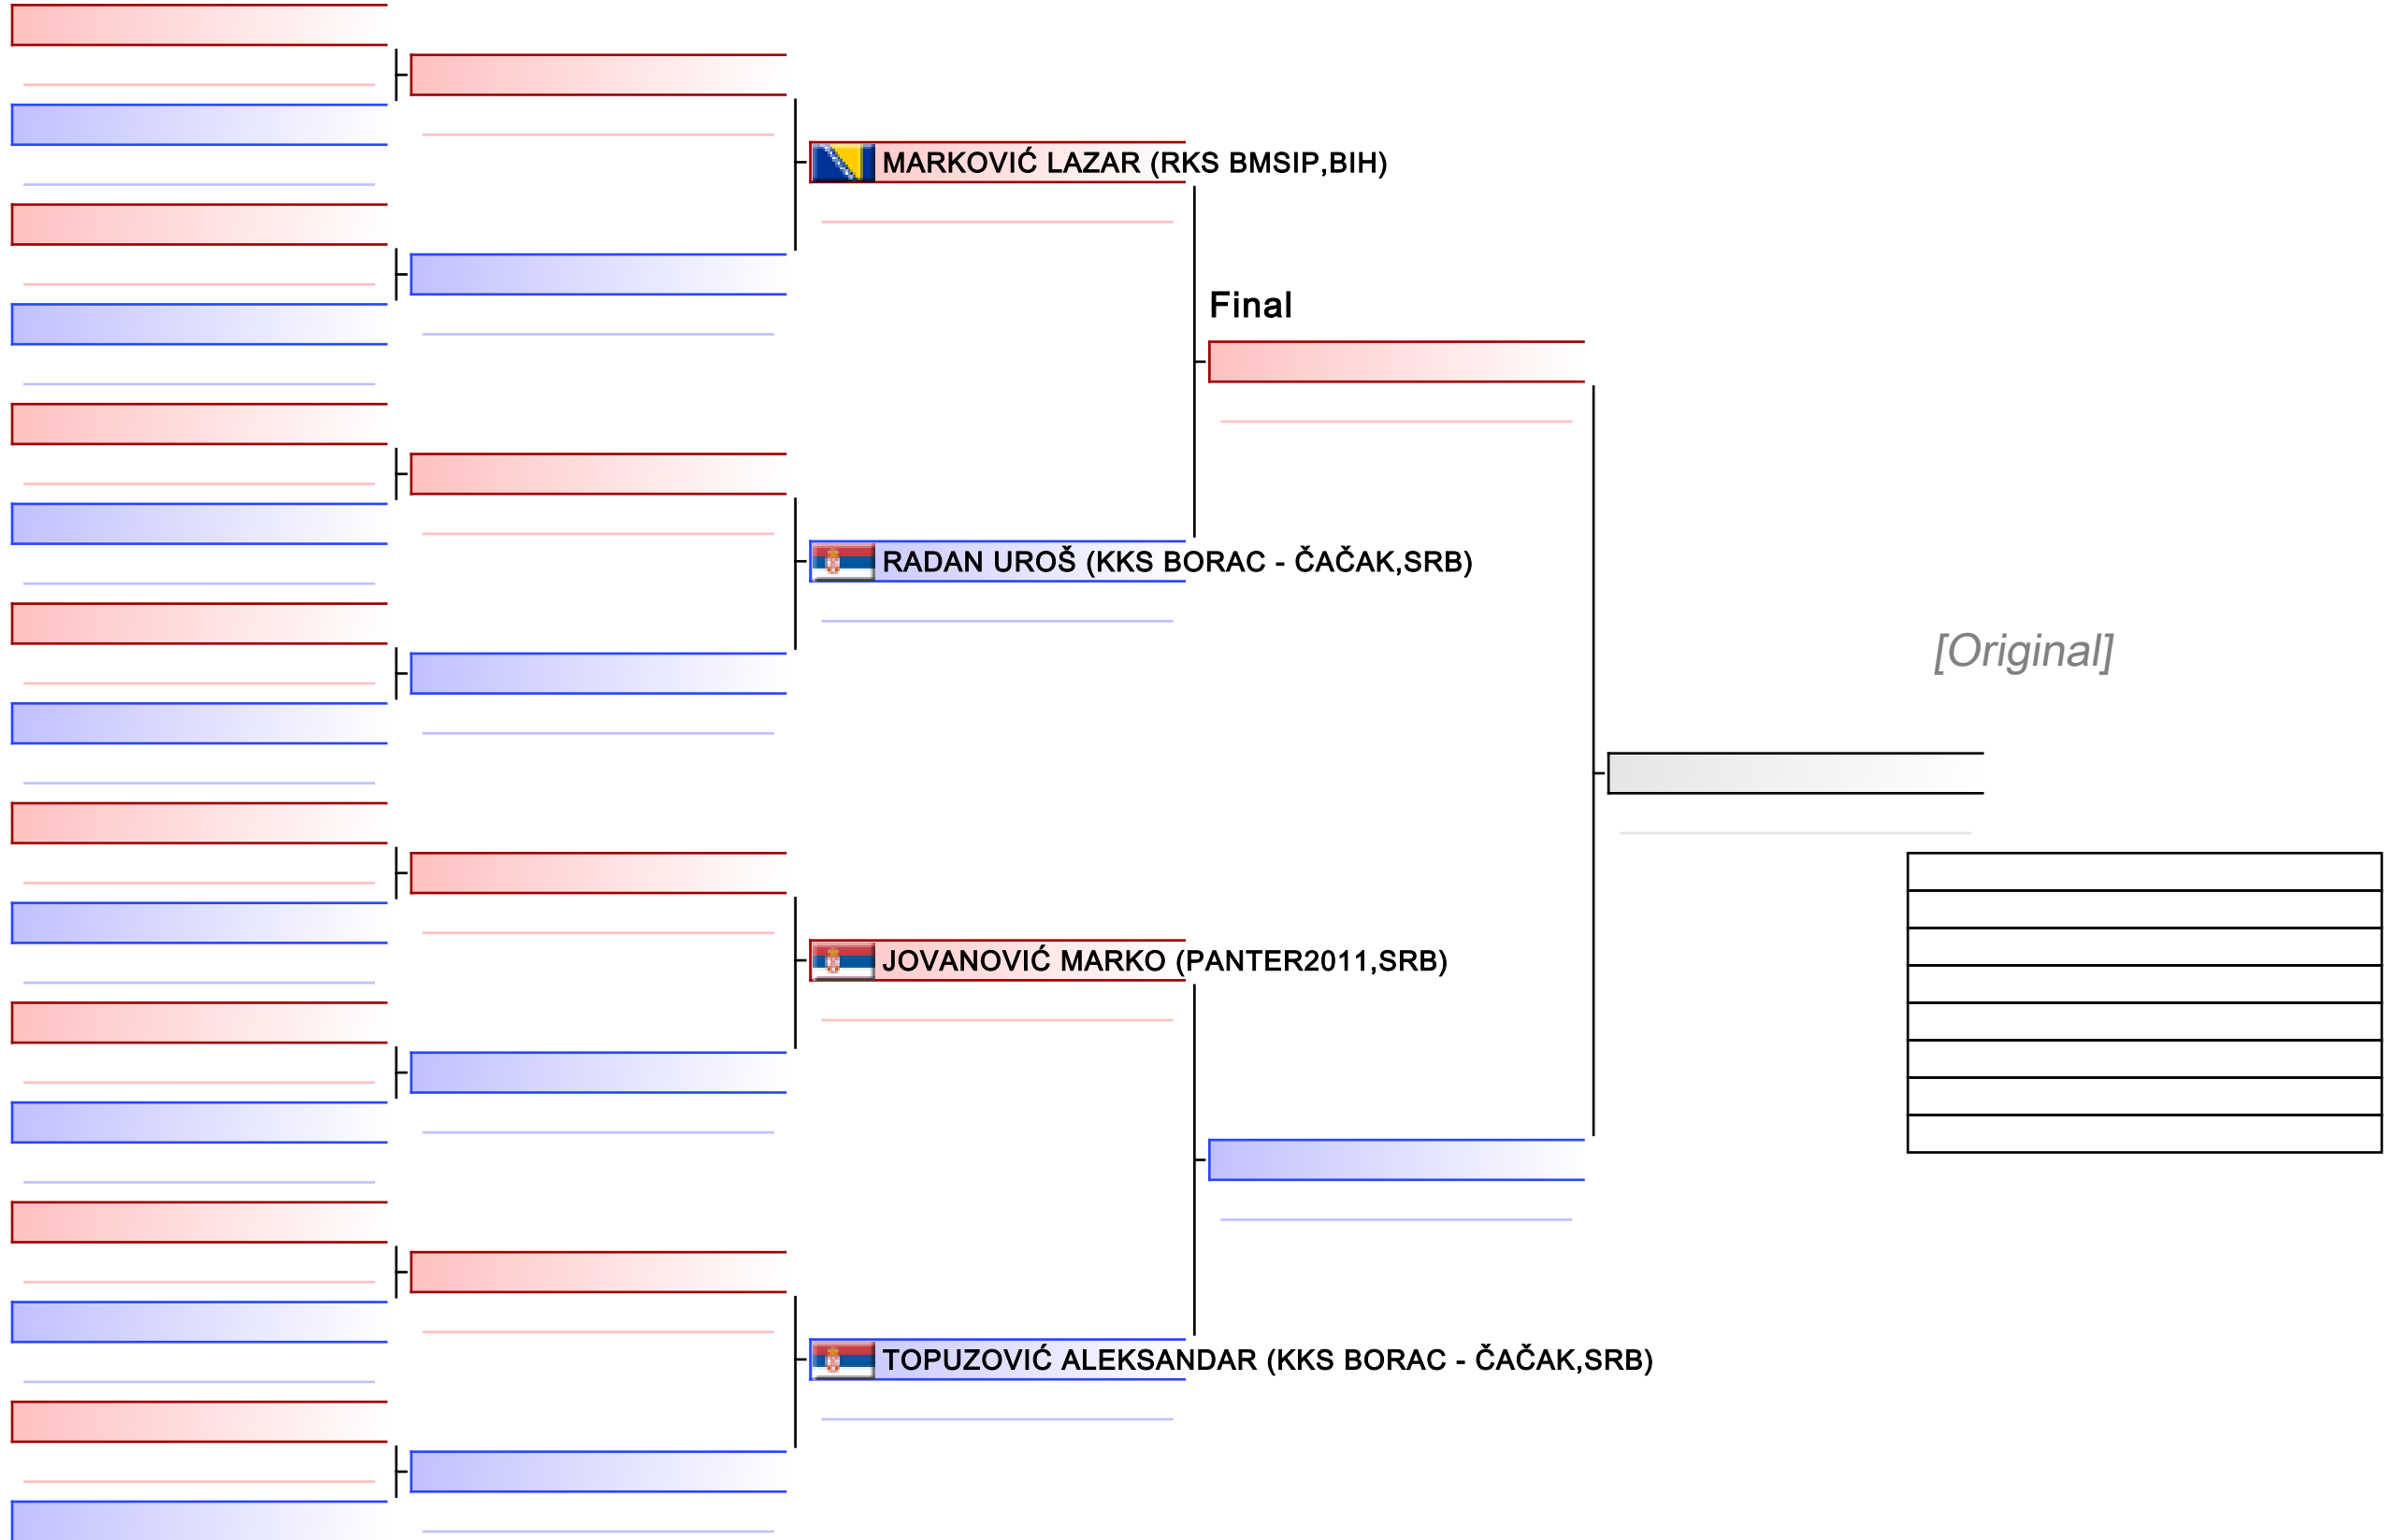 MARKOVIĆ LAZAR (RKS BMSIP,BIH)
Final
RADAN UROŠ (KKS BORAC - ČAČAK,SRB)
[Original]
JOVANOVIĆ MARKO (PANTER2011,SRB)
TOPUZOVIĆ ALEKSANDAR (KKS BORAC - ČAČAK,SRB)